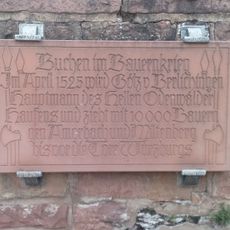 Buchen im Bauernkrieg
Im April 1525 wird Götz v Berlichingen
Hauptmann des Hellen Odenwälder
Haufens und zieht mit 10 000 Bauern
von Amorbach und Miltenberg
bis vor die Tore Würzburgs